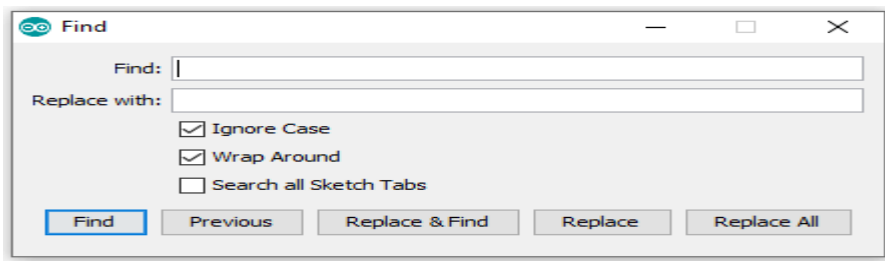 Find
Find:
Replace with:
Ignore Case
Wrap Around
Search all Sketch Tabs
Find Previous Replace & Find Replace Replace All